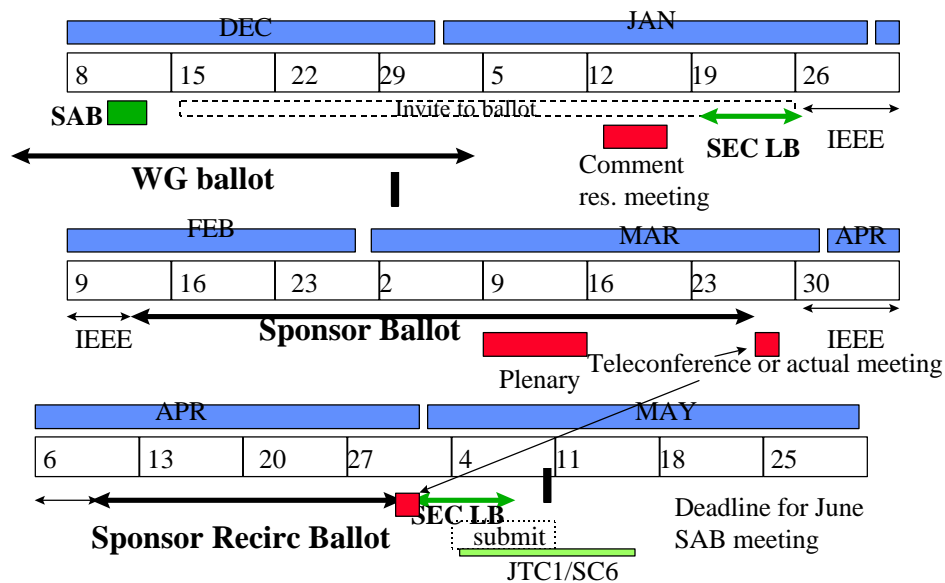 DEC JAN
8 15 22 29 5 12 19 26
SAB Invite to ballot SEC LB IEEE
WG ballot
Comment
res. meeting
FEB MAR APR
9 16 23 2 9 16 23 30
IEEE Sponsor Ballot IEEE
Plenary Teleconference or actual meeting
APR MAY
6 13 20 27 4 11 18 25
Sponsor Recirc Ballot SEC LB
submit
JTC1/SC6
Deadline for June
SAB meeting